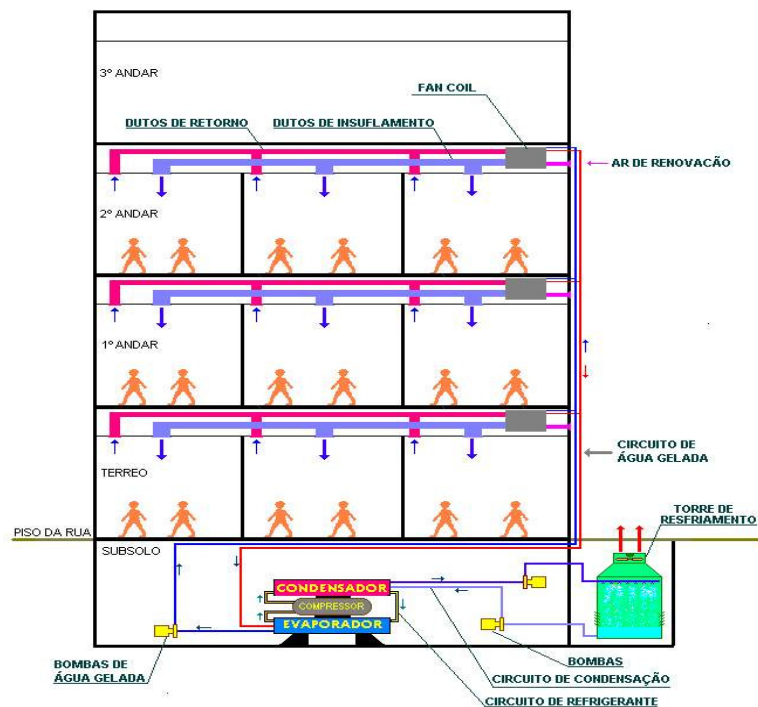 3º ANDAR
FAN COIL
DUTOS DE RETORNO
DUTOS DE INSUFLAMENTO
AR DE RENOVACÃO
2º ANDAR
1º ANDAR
CIRCUITO DE
ÁGUA GELADA
TERREO
TORRE DE
RESFRIAMENTO
PISO DA RUA
SUBSOLO
CONDENSADOR
COMPRESSOR
EVAPORADOR
BOMBAS DE
ÁGUA GELADA
BOMBAS
CIRCUITO DE CONDENSAÇÃO
CIRCUITO DE REFRIGERANTE